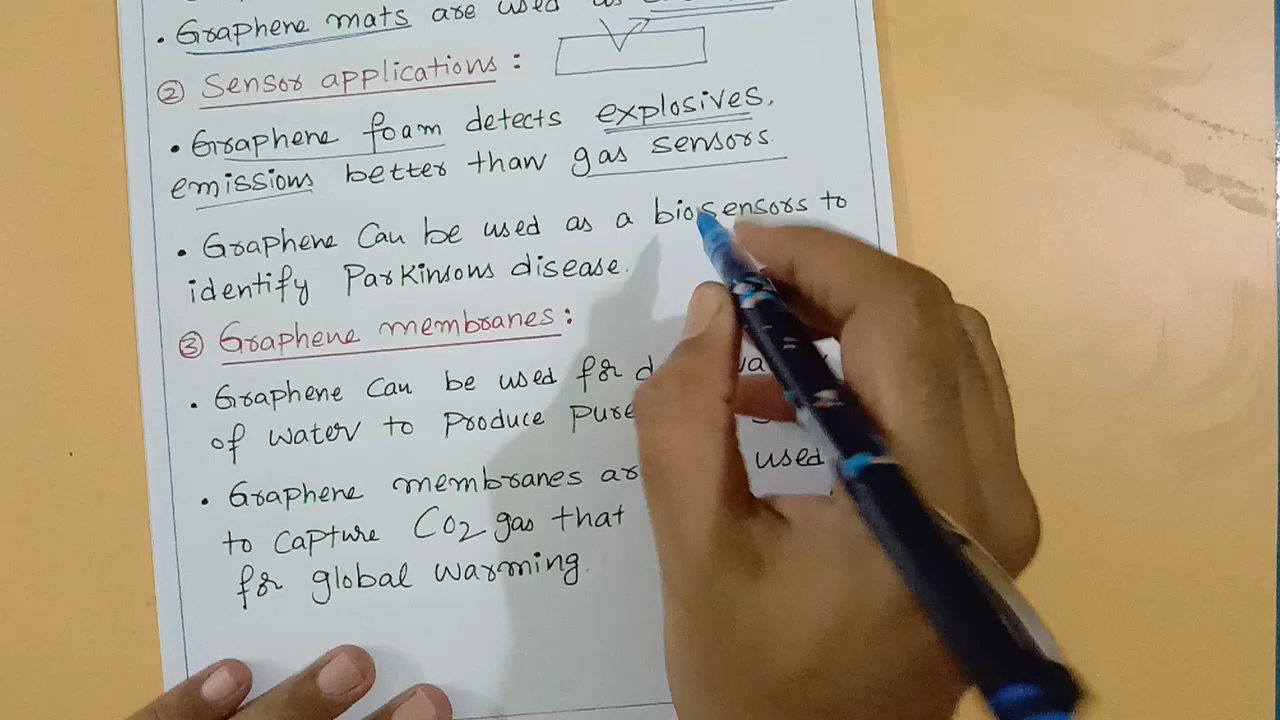 • Graphene mats are used as
② Sensor applications :
• Graphene foam detects explosives,
emissions better than gas sensors.
• Graphene Can be used as a biosensors to
identify Parkinsons disease.
③ Graphene membranes :
• Graphene Can be used for
of water to produce pure
• Graphene membranes used
to capture CO2 gas that
for global warming.